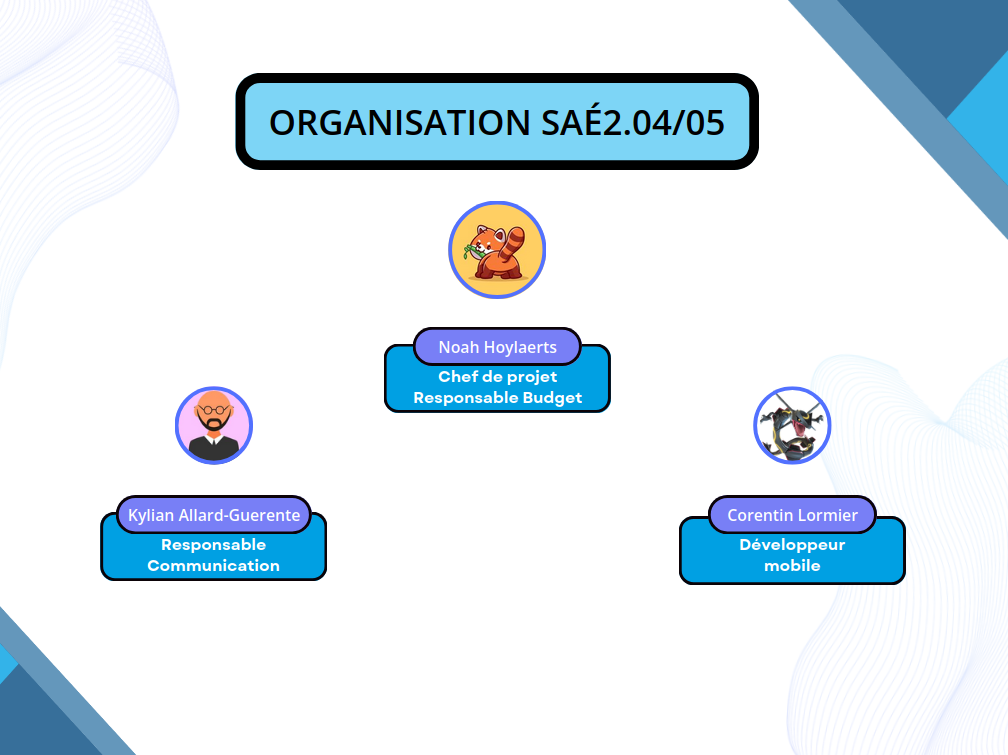 ORGANISATION SAÉ2.04/05
Noah Hoylaerts
Chef de projet
Responsable Budget
Kylian Allard-Guerente
Responsable
Communication
Corentin Lormier
Développeur
mobile